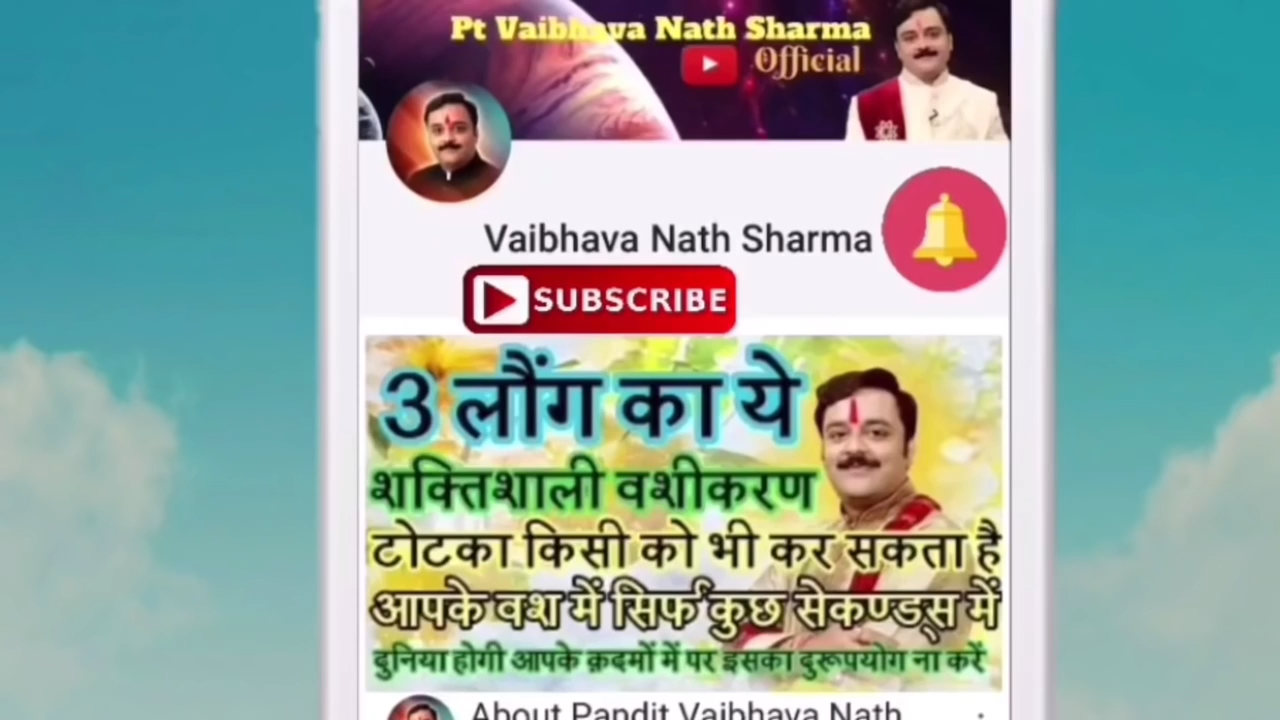 Pt Vaibhava Nath Sharma
Official
Vaibhava Nath Sharma
SUBSCRIBE
3 लौंग का ये
शक्तिशाली वशीकरण
टोटका किसी को भी कर सकता है
आपके वश में सिर्फ कुछ सेकण्ड्स में
दुनिया होगी आपके क़दमों में पर इसका दुरूपयोग ना करें
About Pandit Vaibhava Nath